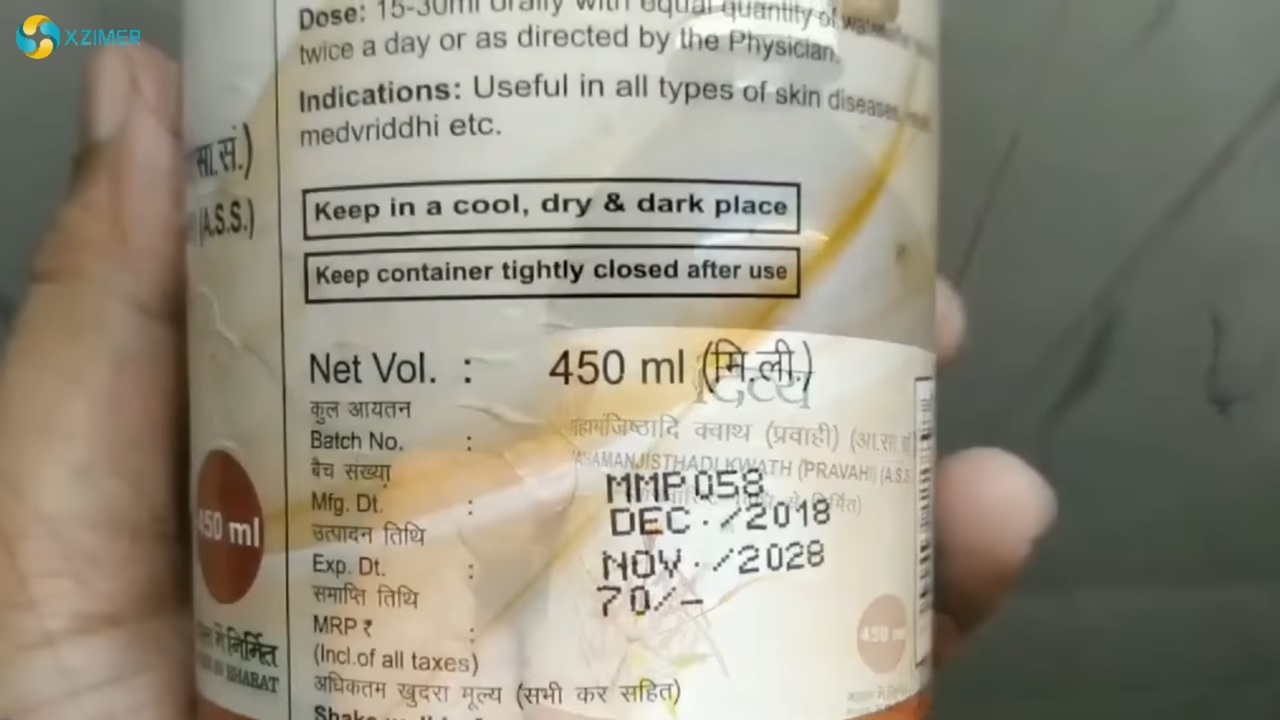 XZIMER
Dose: 15-30ml orally with equal quantity of
twice a day or as directed by the Physician.
Indications: Useful in all types of skin diseases,
medvriddhi etc.
सा.सं.)
(A.S.S.)
Keep in a cool, dry & dark place
Keep container tightly closed after use
Net Vol. : 450 ml (मि.ली.)
दिव्य
कुल आयतन
क्वाथ (प्रवाही)
Batch No. :
KWATH (PRAVAHI) (A.S.S
बैच संख्या
MMP058
Mfg. Dt. : DEC./2018
उत्पादन तिथि
Exp. Dt. : NOV./2028
समाप्ति तिथि
70/-
MRP ₹ :
(Incl.of all taxes)
अधिकतम खुदरा मूल्य (सभी कर सहित)
450 ml
450 ml
में निर्मित
BHARAT